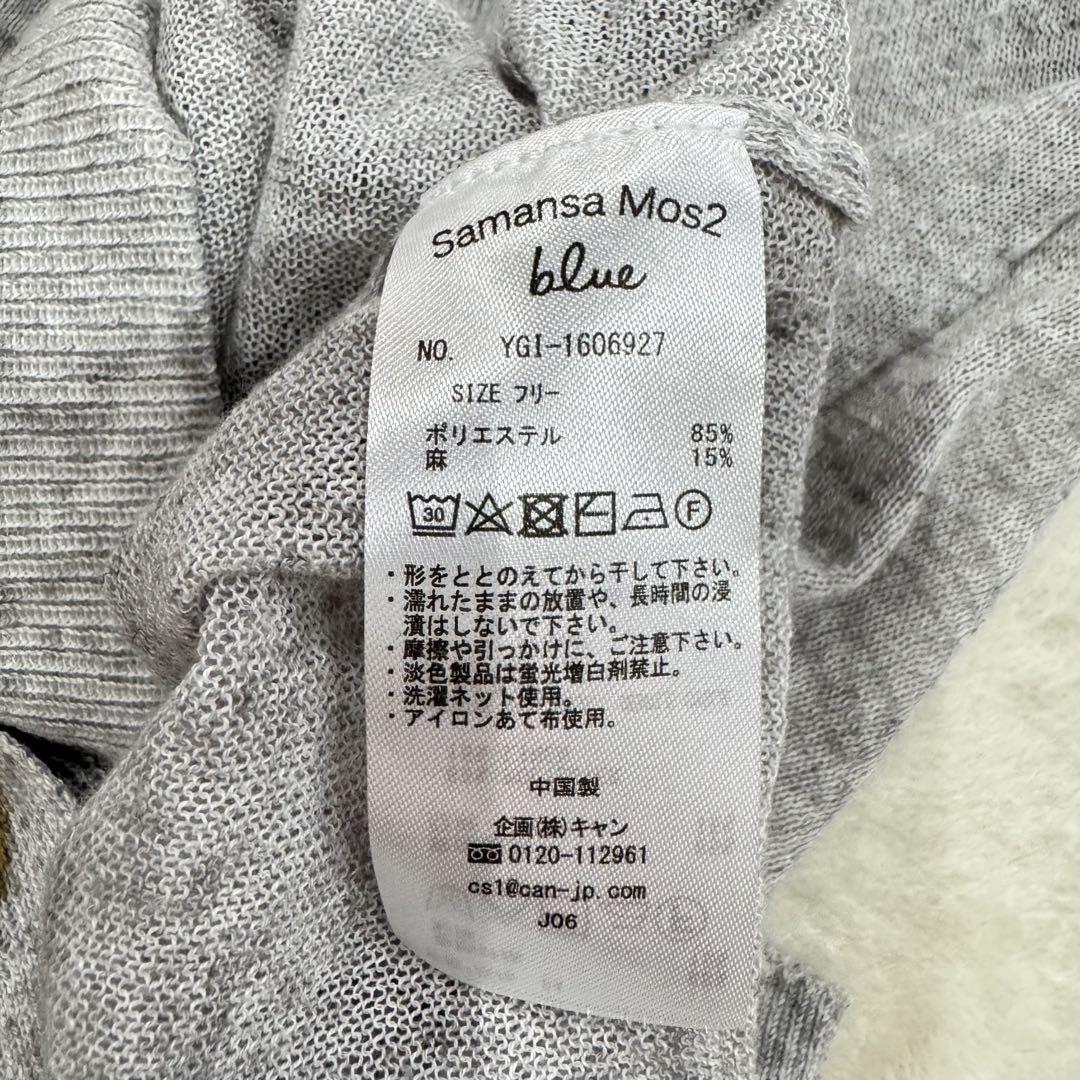 Samansa Mos2
blue
NO. YGI-1606927
SIZE フリー
ポリエステル 85%
麻 15%
30 F
・形をととのえてから干して下さい。
・濡れたままの放置や、長時間の浸
漬はしないで下さい。
・摩擦や引っかけに、ご注意下さい。
・淡色製品は蛍光増白剤禁止。
・洗濯ネット使用。
・アイロンあて布使用。
中国製
企画(株)キャン
0120-112961
cs1@can-jp.com
J06